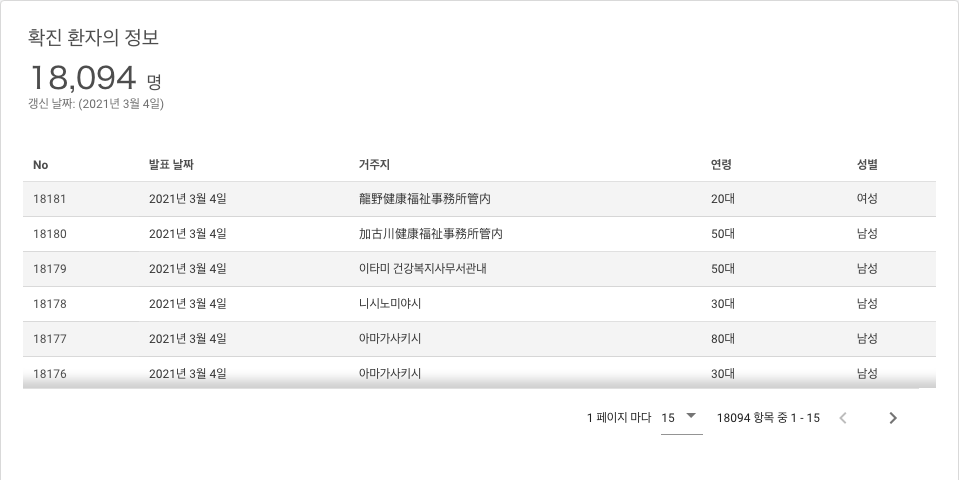 확진 환자의 정보
18,094 명
갱신 날짜: (2021년 3월 4일)
No 발표 날짜 거주지 연령 성별
18181 2021년 3월 4일 龍野健康福祉事務所管内 20대 여성
18180 2021년 3월 4일 加古川健康福祉事務所管内 50대 남성
18179 2021년 3월 4일 이타미 건강복지사무서관내 50대 남성
18178 2021년 3월 4일 니시노미야시 30대 남성
18177 2021년 3월 4일 아마가사키시 80대 남성
18176 2021년 3월 4일 아마가사키시 30대 남성
1 페이지 마다 15 18094 항목 중 1 - 15